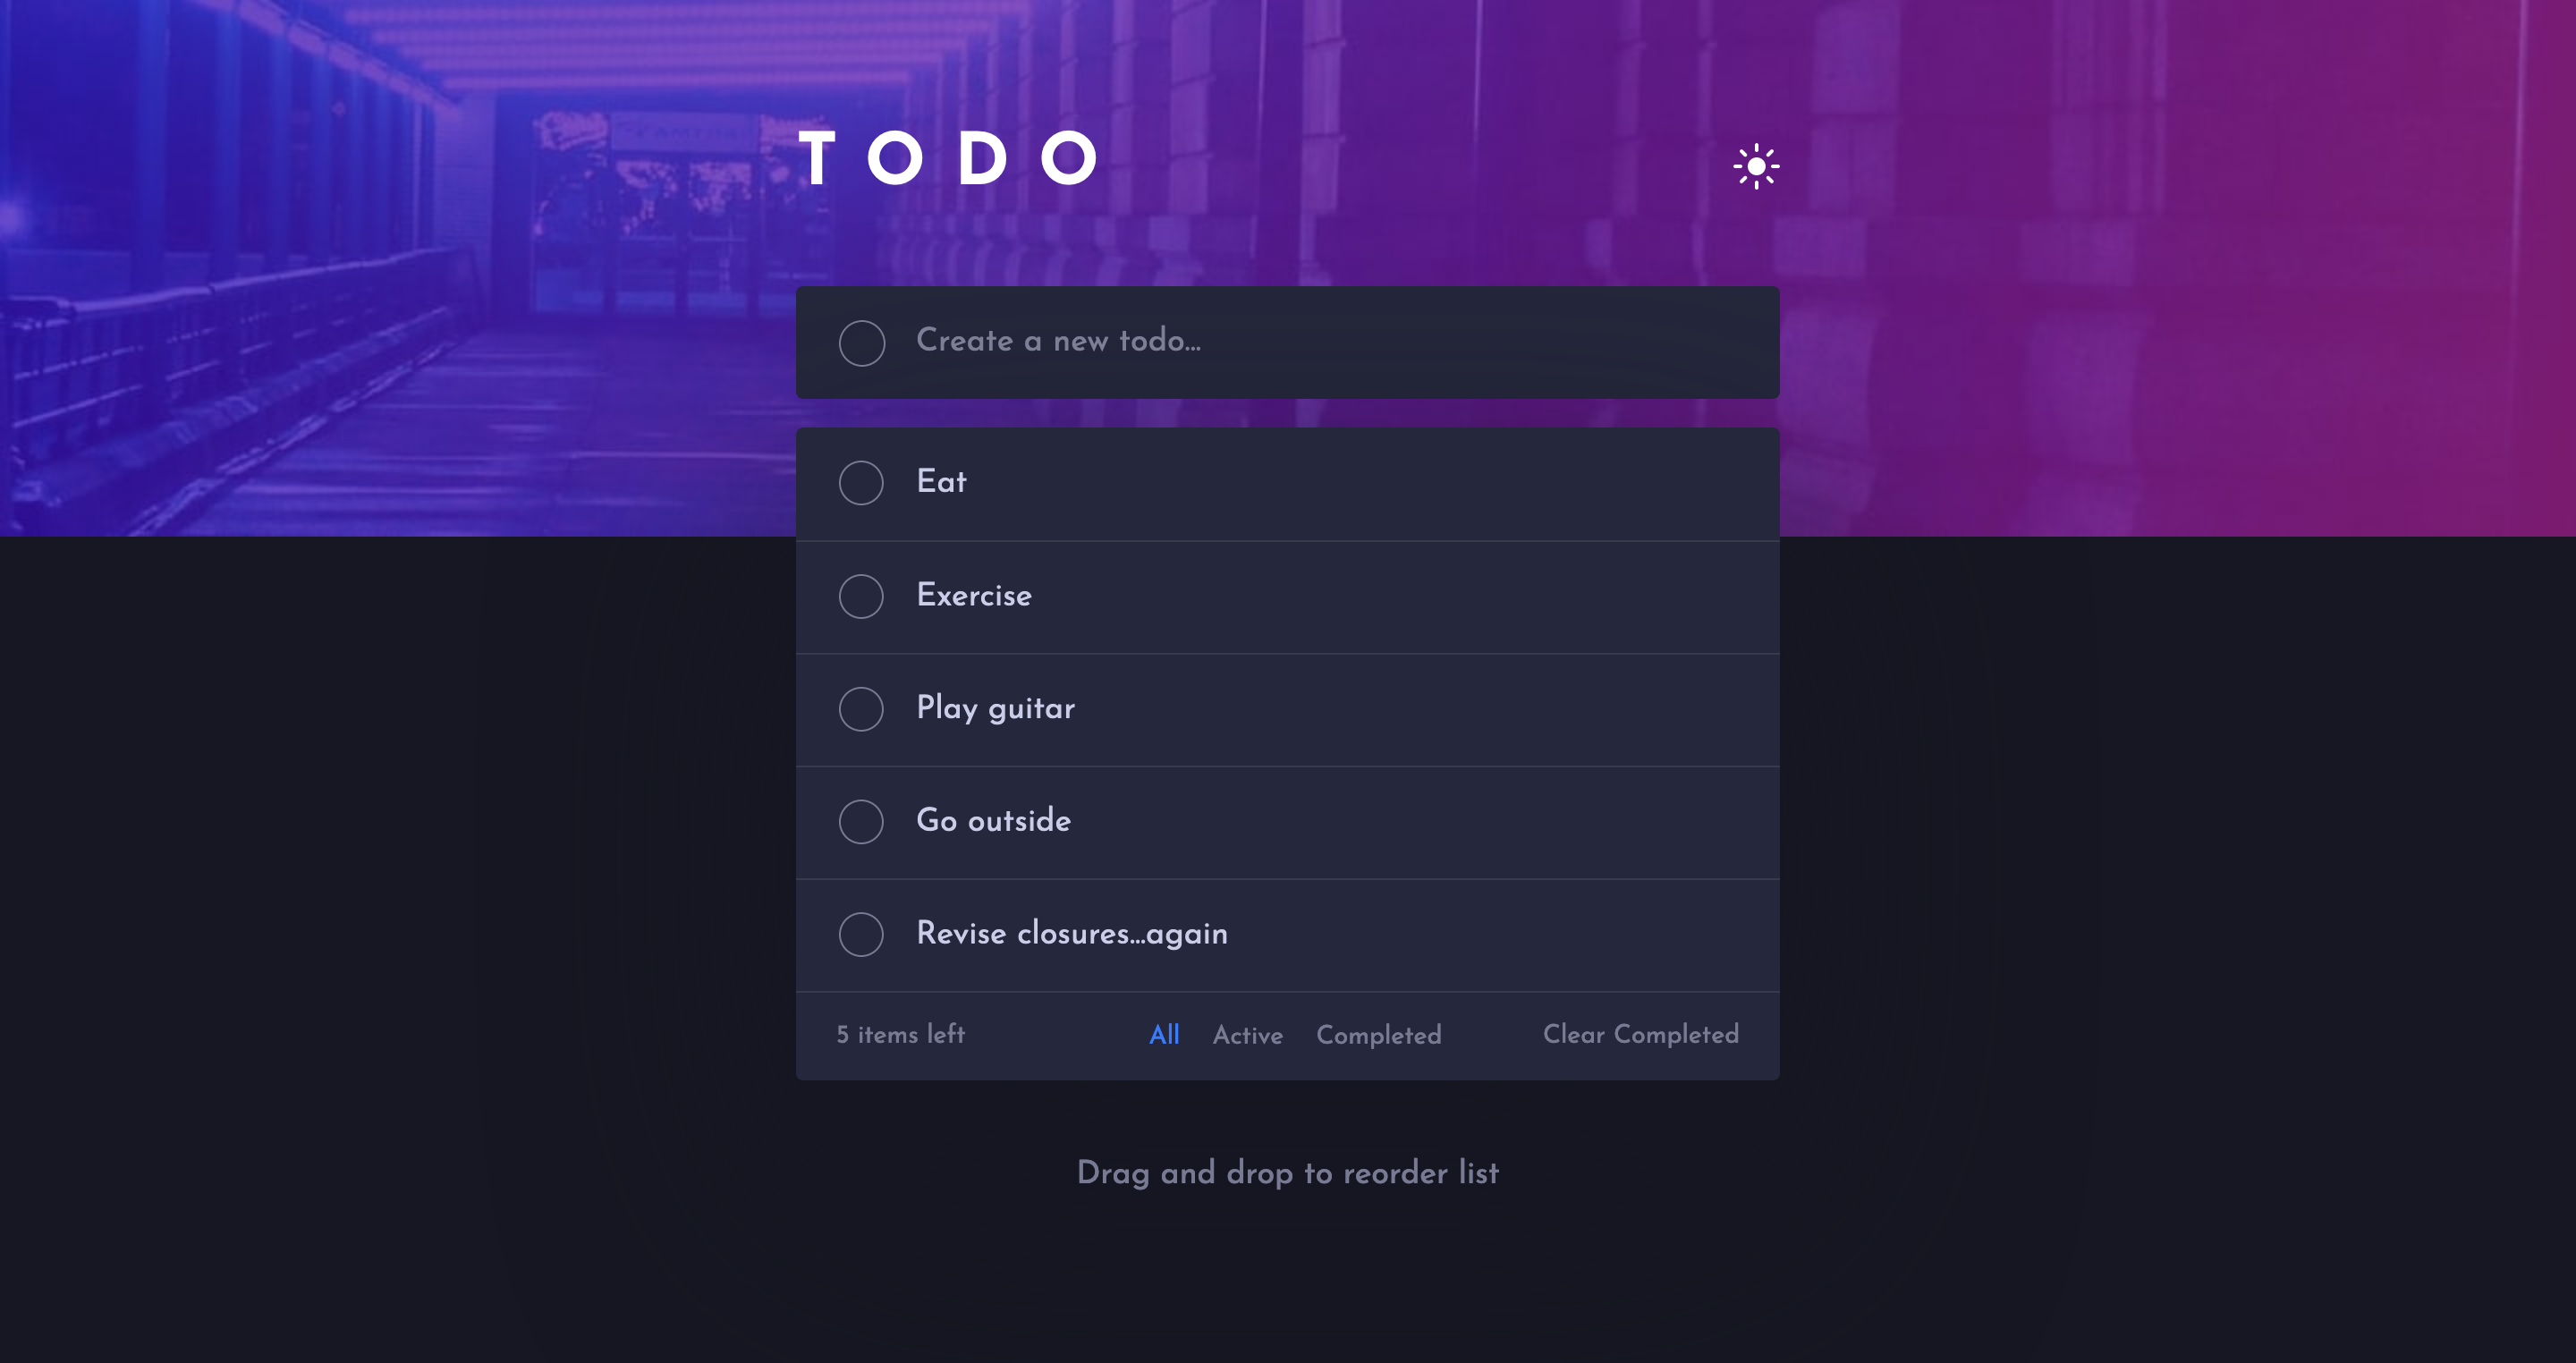 TODO
Create a new todo...
Eat
Exercise
Play guitar
Go outside
Revise closures...again
5 items left All Active Completed Clear Completed
Drag and drop to reorder list